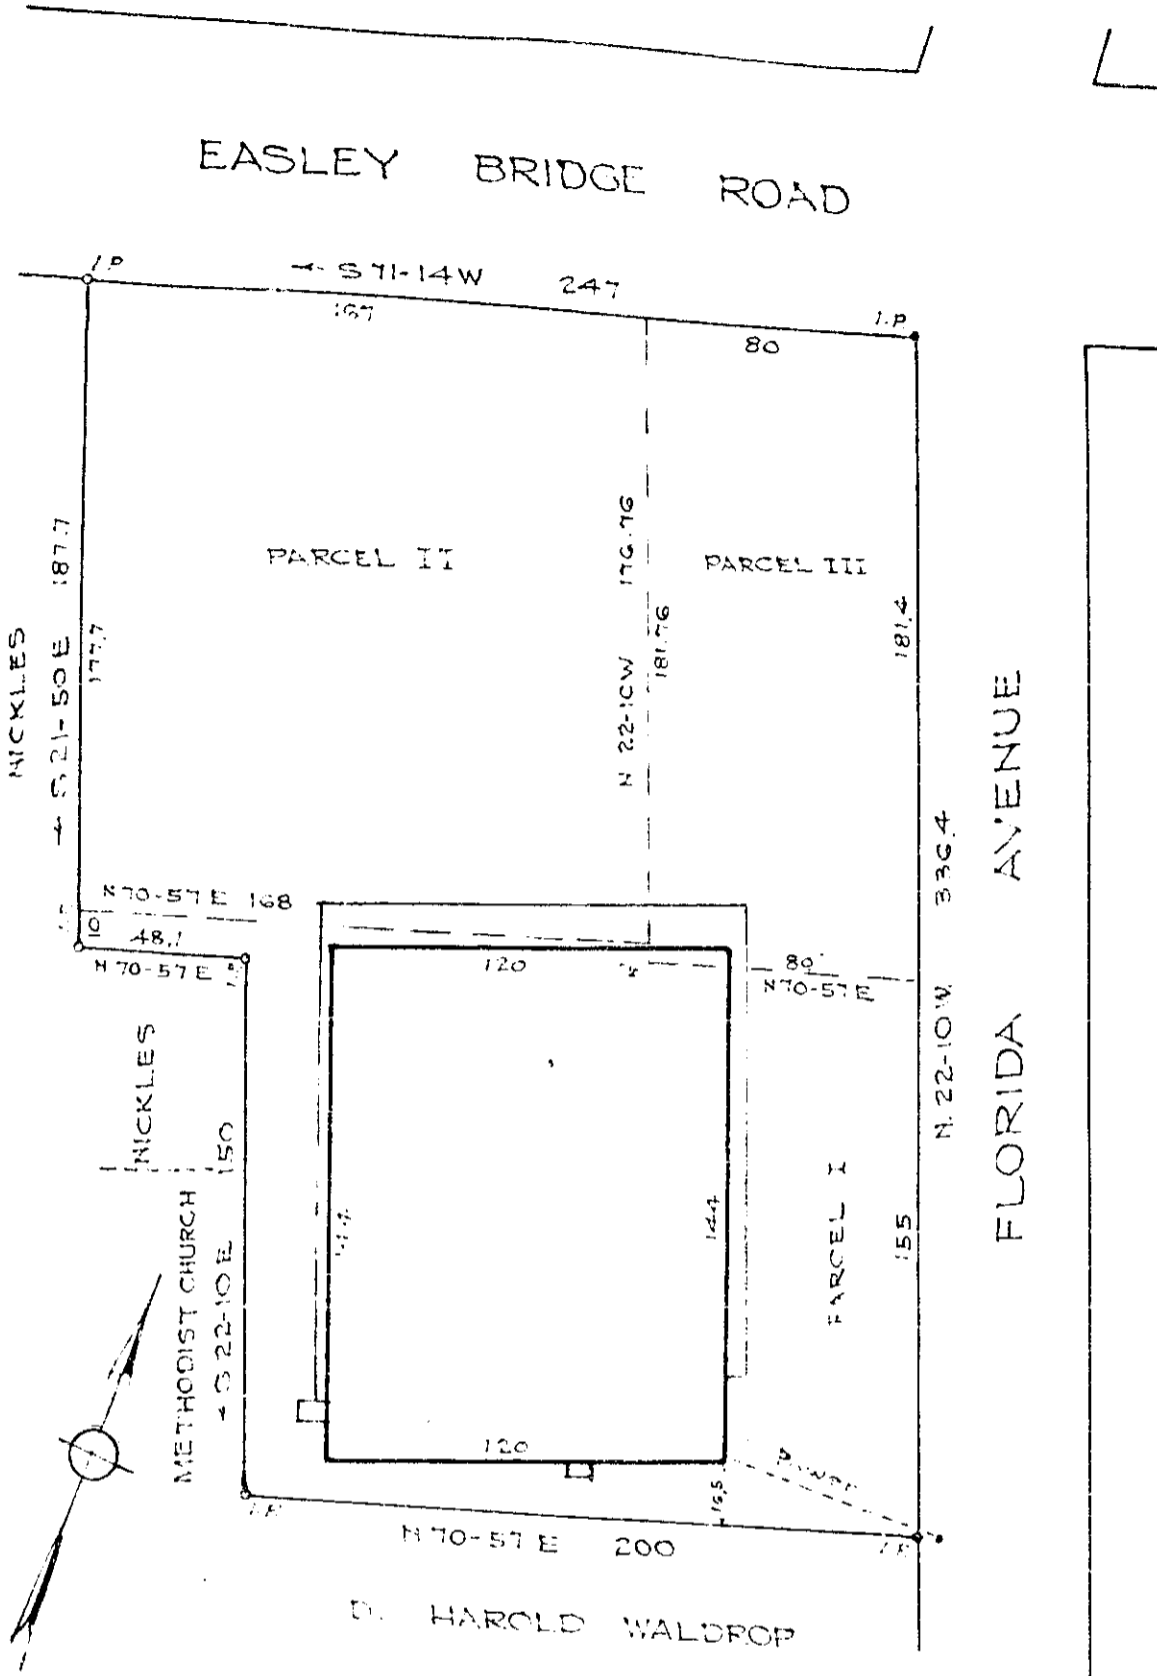 EASLEY BRIDGE ROAD
I.P
S 71-14 W 247
I.P.
167
80
NICKLES
S 21-50 E 187.7
177.7
PARCEL II
N 22-10W 176.76
181.76
PARCEL III
181.4
N 70-57 E 168
10
48.1
N 70-57 E
120
80
N 70-57 E
N. 22-10 W. 336.4
FLORIDA AVENUE
NICKLES
METHODIST CHURCH
S 22-10 E 150
144
PARCEL I
155
120
16.5
N 70-57 E 200
D. HAROLD WALDROP